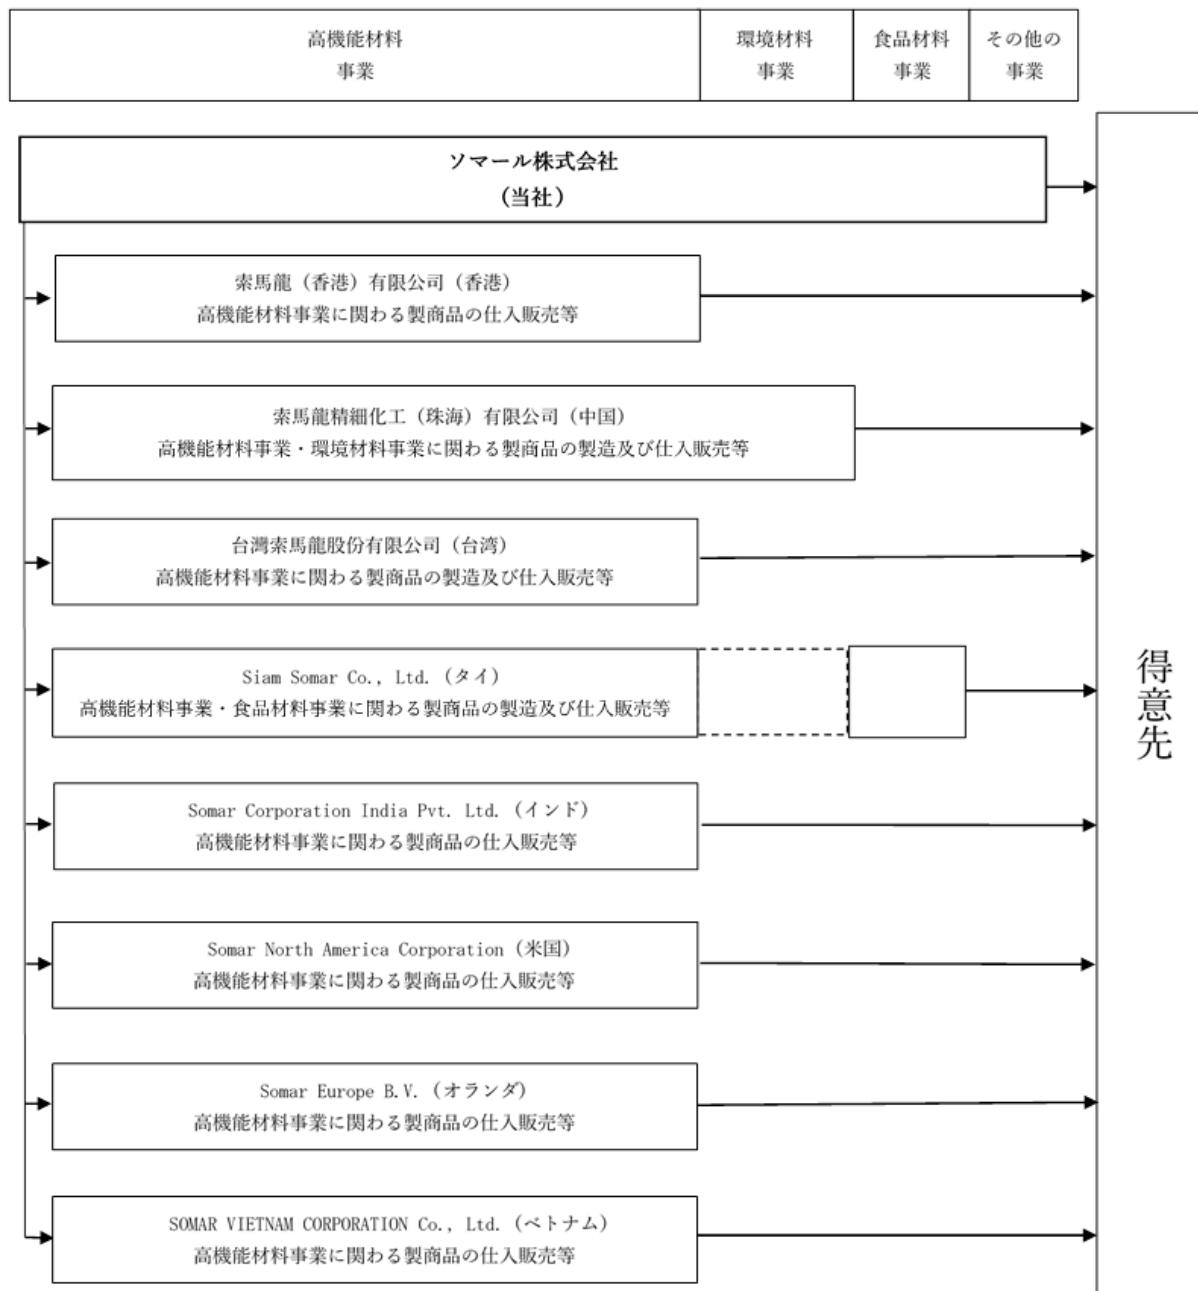 高機能材料
事業
環境材料
事業
食品材料
事業
その他の
事業
ソマール株式会社
（当社）
索馬龍（香港）有限公司（香港）
高機能材料事業に関わる製商品の仕入販売等
索馬龍精細化工（珠海）有限公司（中国）
高機能材料事業・環境材料事業に関わる製商品の製造及び仕入販売等
台灣索馬龍股份有限公司（台湾）
高機能材料事業に関わる製商品の製造及び仕入販売等
Siam Somar Co., Ltd.（タイ）
高機能材料事業・食品材料事業に関わる製商品の製造及び仕入販売等
Somar Corporation India Pvt. Ltd.（インド）
高機能材料事業に関わる製商品の仕入販売等
Somar North America Corporation（米国）
高機能材料事業に関わる製商品の仕入販売等
Somar Europe B.V.（オランダ）
高機能材料事業に関わる製商品の仕入販売等
SOMAR VIETNAM CORPORATION Co., Ltd.（ベトナム）
高機能材料事業に関わる製商品の仕入販売等
得意先